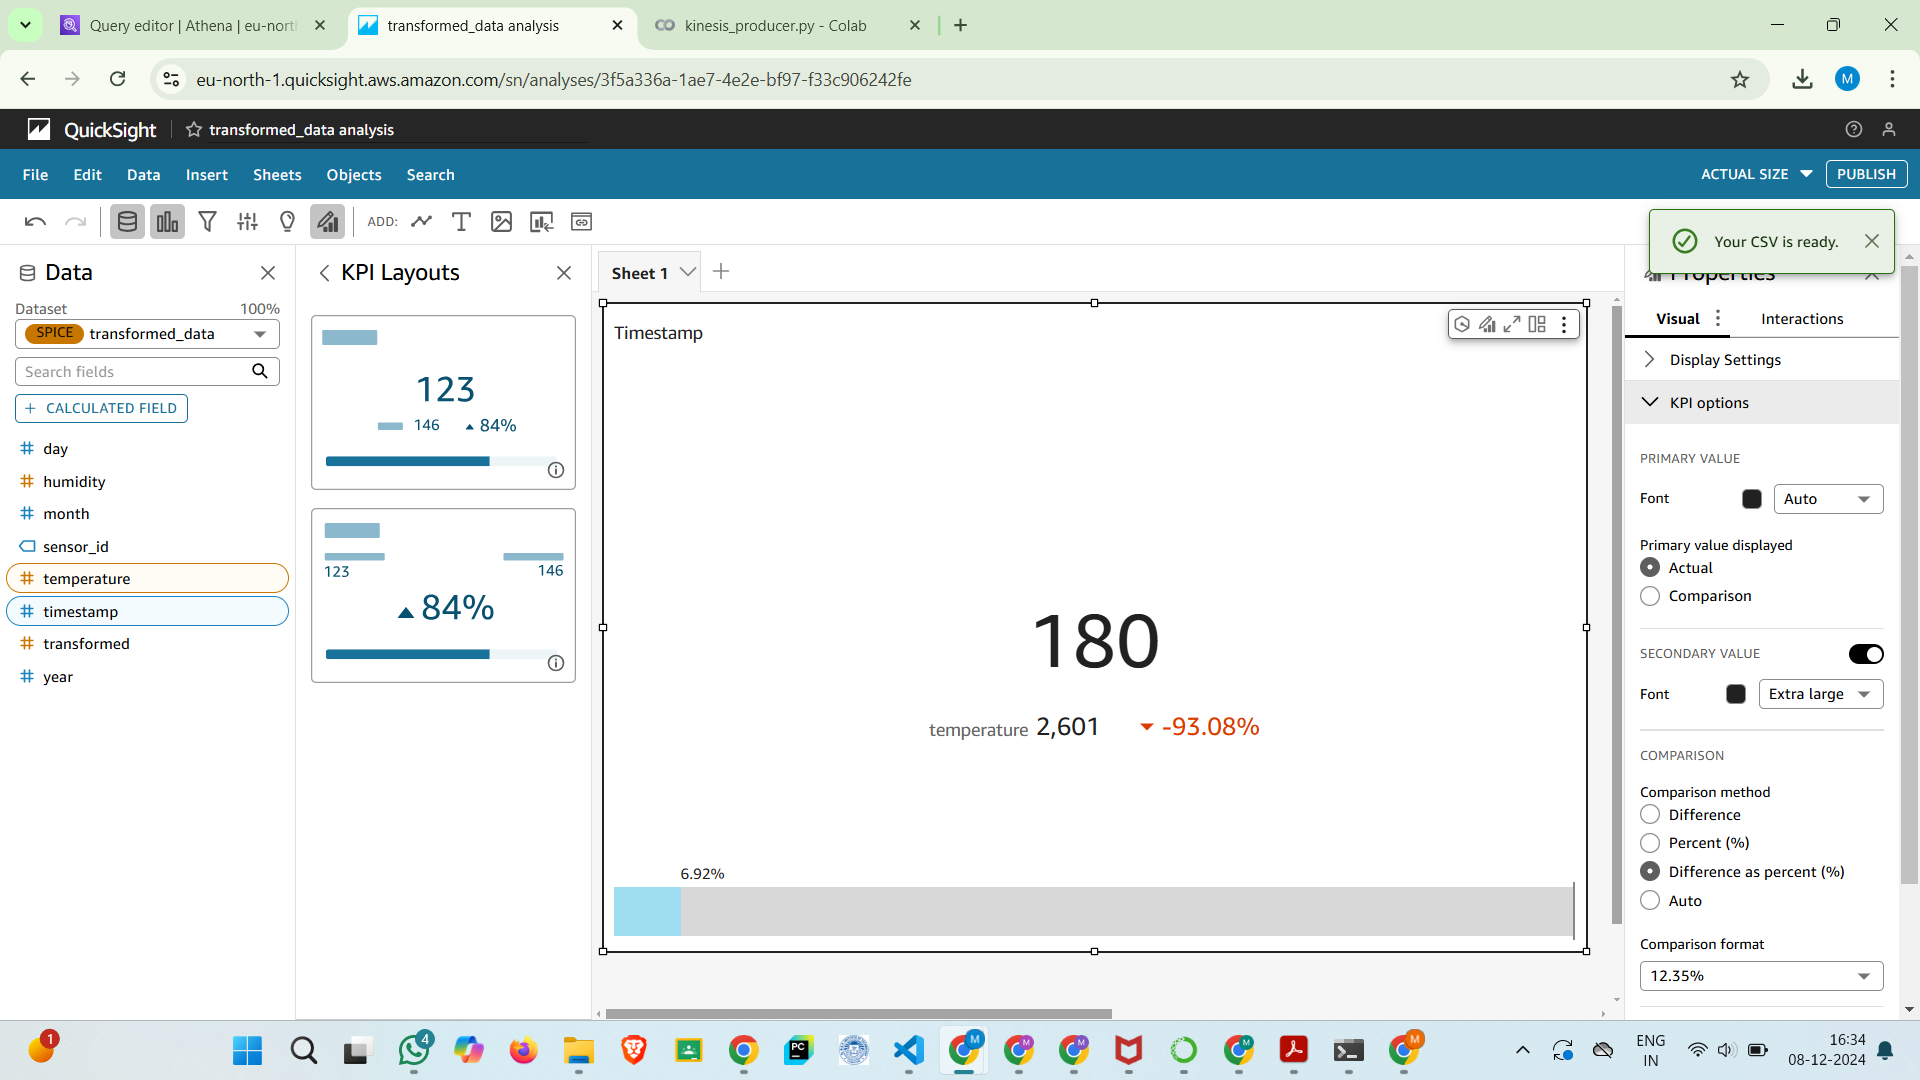 Query editor | Athena | eu-north
transformed_data analysis
kinesis_producer.py - Colab
eu-north-1.quicksight.aws.amazon.com/sn/analyses/3f5a336a-1ae7-4e2e-bf97-f33c906242fe
M
QuickSight
transformed_data analysis
File
Edit
Data
Insert
Sheets
Objects
Search
ACTUAL SIZE
PUBLISH
ADD:
Your CSV is ready.
Data
Dataset
100%
SPICE transformed_data
Search fields
CALCULATED FIELD
day
humidity
month
sensor_id
temperature
timestamp
transformed
year
KPI Layouts
123
146
84%
123
146
84%
Sheet 1
Timestamp
180
temperature 2,601
-93.08%
6.92%
Properties
Visual
Interactions
Display Settings
KPI options
PRIMARY VALUE
Font
Auto
Primary value displayed
Actual
Comparison
SECONDARY VALUE
Font
Extra large
COMPARISON
Comparison method
Difference
Percent (%)
Difference as percent (%)
Auto
Comparison format
12.35%
1
4
PC
M
M
M
M
M
ENG
IN
16:34
08-12-2024